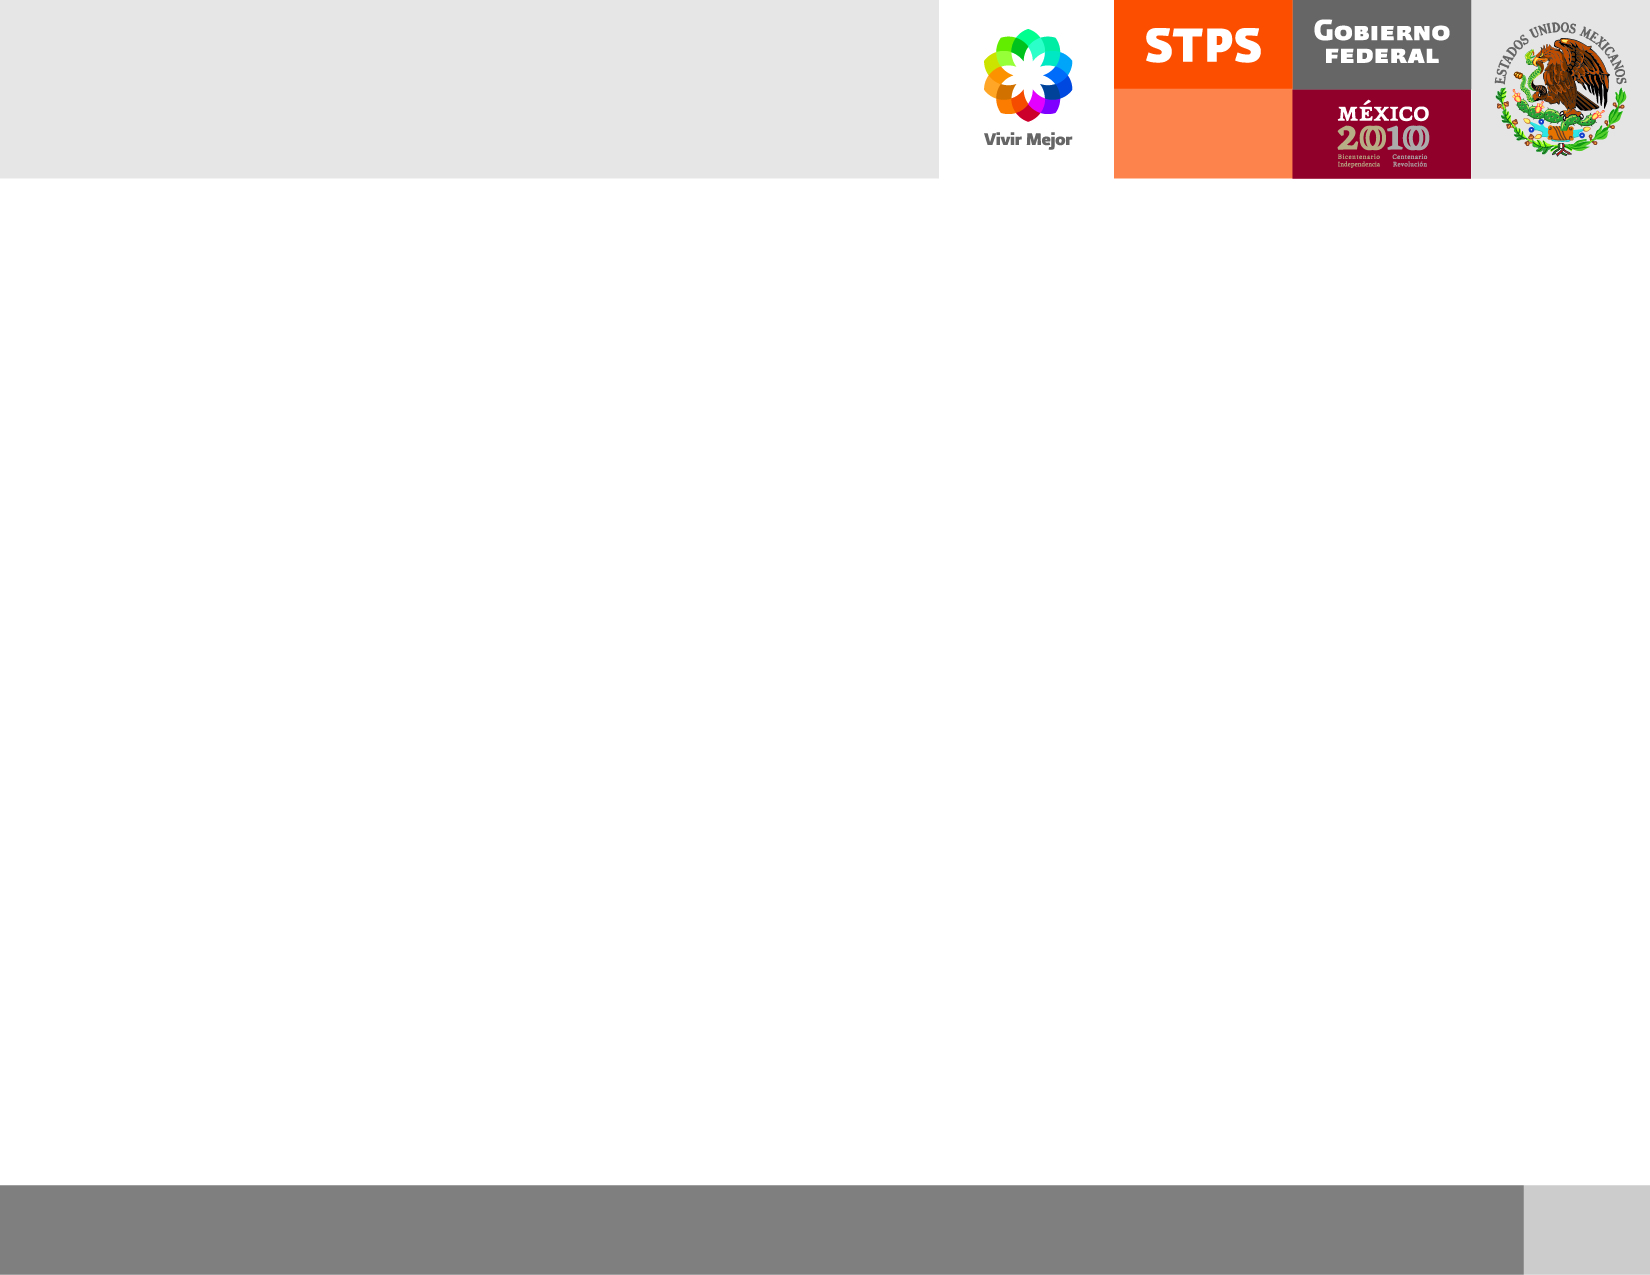 Vivir Mejor
STPS
GOBIERNO
FEDERAL
MÉXICO
2010
Bicentenario Centenario
Independencia Revolución
ESTADOS UNIDOS MEXICANOS